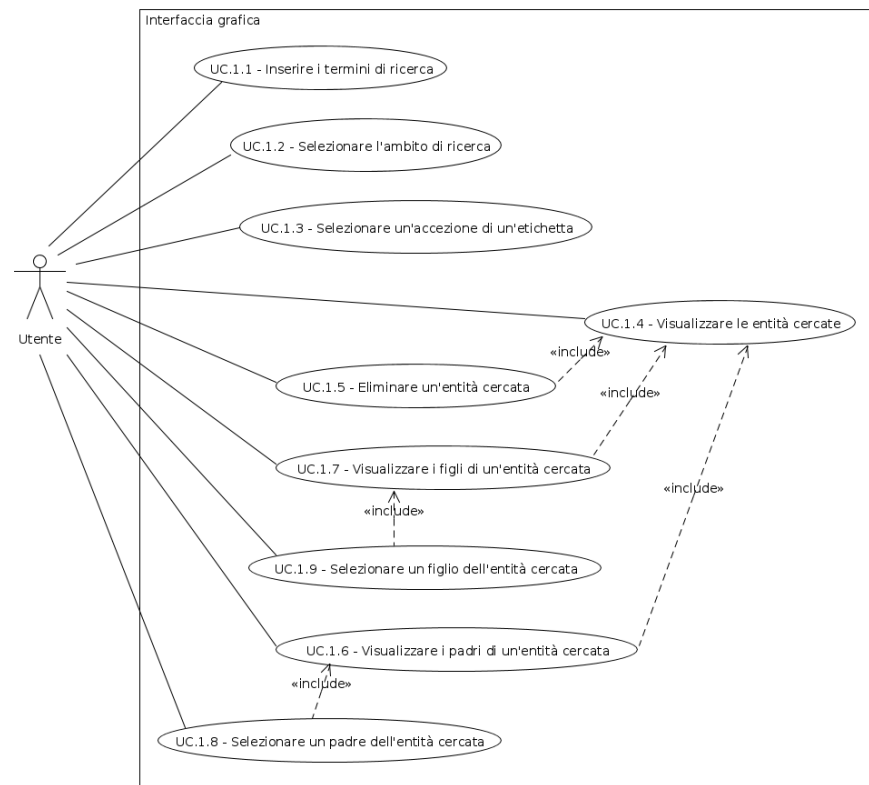 Interfaccia grafica
UC.1.1 - Inserire i termini di ricerca
UC.1.2 - Selezionare l'ambito di ricerca
UC.1.3 - Selezionare un'accezione di un'etichetta
Utente
UC.1.4 - Visualizzare le entità cercate
«include»
UC.1.5 - Eliminare un'entità cercata
«include»
UC.1.7 - Visualizzare i figli di un'entità cercata
«include»
«include»
UC.1.9 - Selezionare un figlio dell'entità cercata
UC.1.6 - Visualizzare i padri di un'entità cercata
«include»
UC.1.8 - Selezionare un padre dell'entità cercata